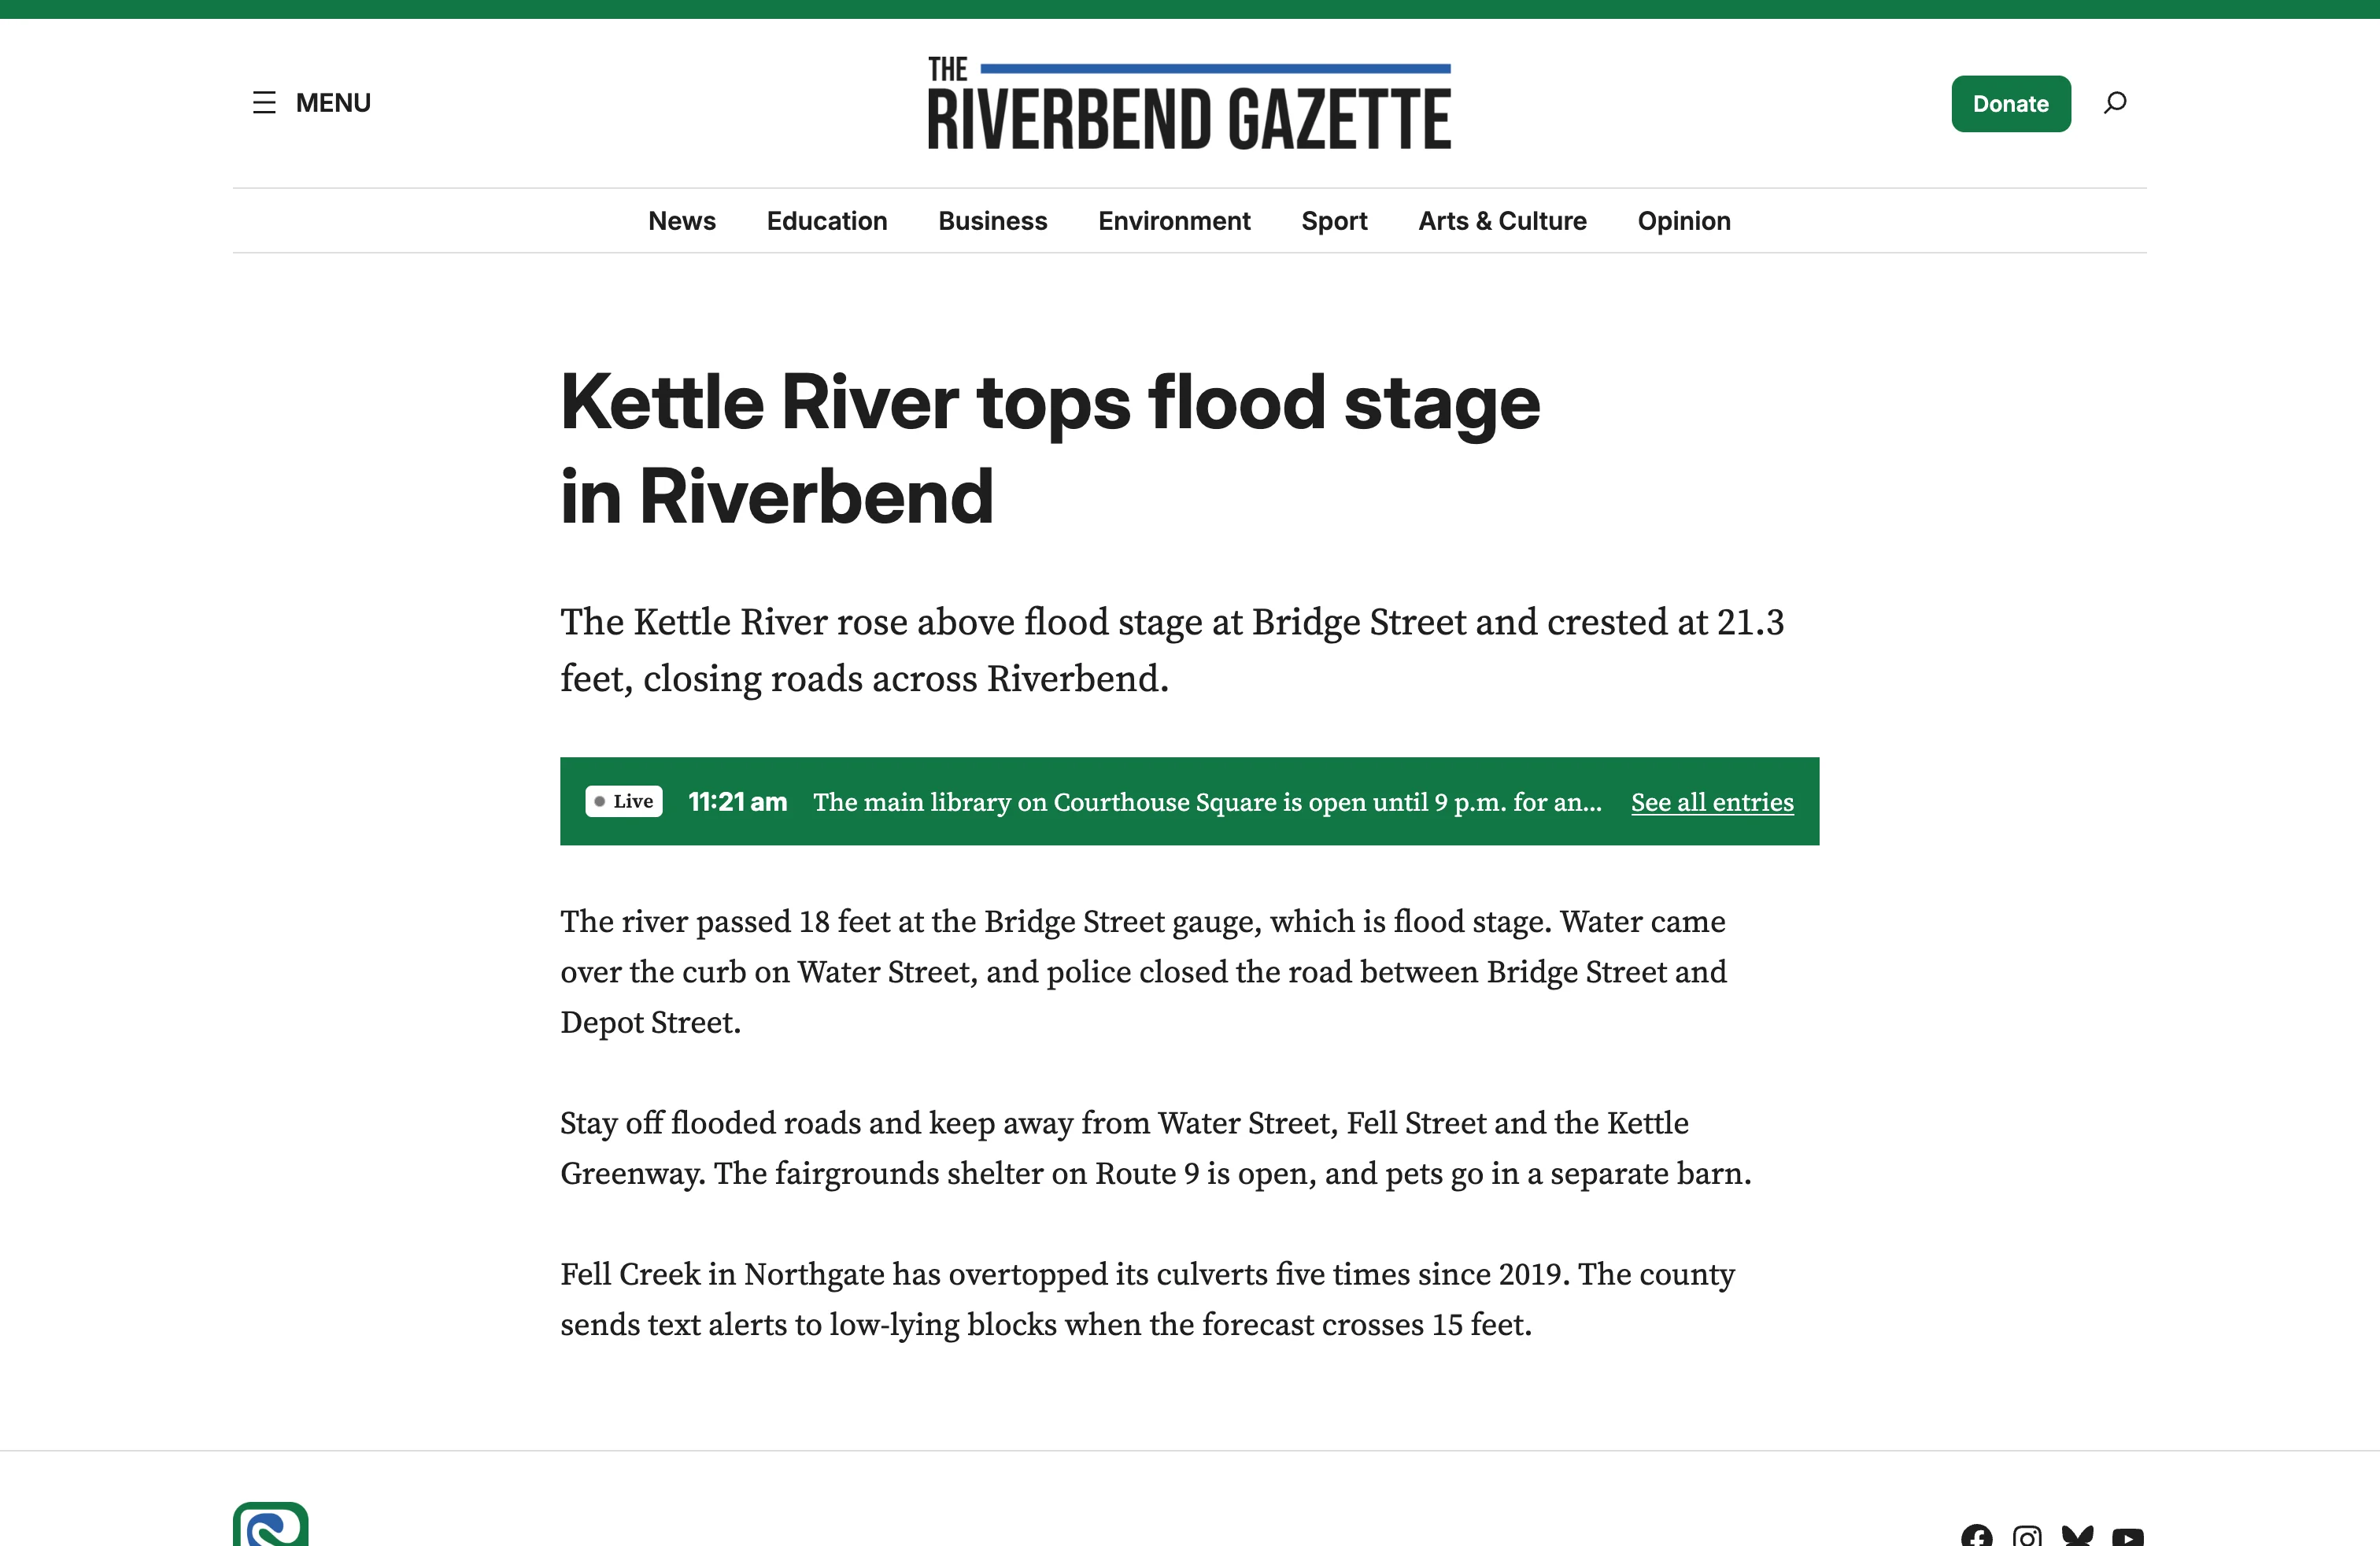 THE
RIVERBEND GAZETTE
MENU
Donate
News Education Business Environment Sport Arts & Culture Opinion
Kettle River tops flood stage
in Riverbend
The Kettle River rose above flood stage at Bridge Street and crested at 21.3
feet, closing roads across Riverbend.
Live 11:21 am The main library on Courthouse Square is open until 9 p.m. for an... See all entries
The river passed 18 feet at the Bridge Street gauge, which is flood stage. Water came
over the curb on Water Street, and police closed the road between Bridge Street and
Depot Street.
Stay off flooded roads and keep away from Water Street, Fell Street and the Kettle
Greenway. The fairgrounds shelter on Route 9 is open, and pets go in a separate barn.
Fell Creek in Northgate has overtopped its culverts five times since 2019. The county
sends text alerts to low-lying blocks when the forecast crosses 15 feet.